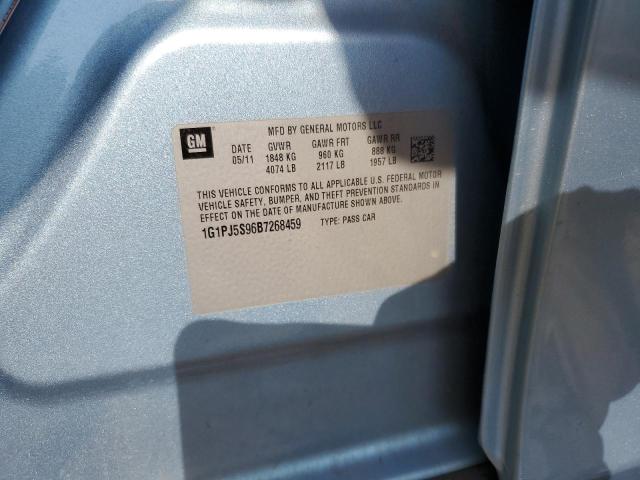 GM
MFD BY GENERAL MOTORS LLC
DATE GVWR GAWR FRT GAWR RR
05/11 1848 KG 960 KG 888 KG
4074 LB 2117 LB 1957 LB
THIS VEHICLE CONFORMS TO ALL APPLICABLE U.S. FEDERAL MOTOR
VEHICLE SAFETY, BUMPER, AND THEFT PREVENTION STANDARDS IN
EFFECT ON THE DATE OF MANUFACTURE SHOWN ABOVE.
1G1PJ5S96B7268459 TYPE: PASS CAR